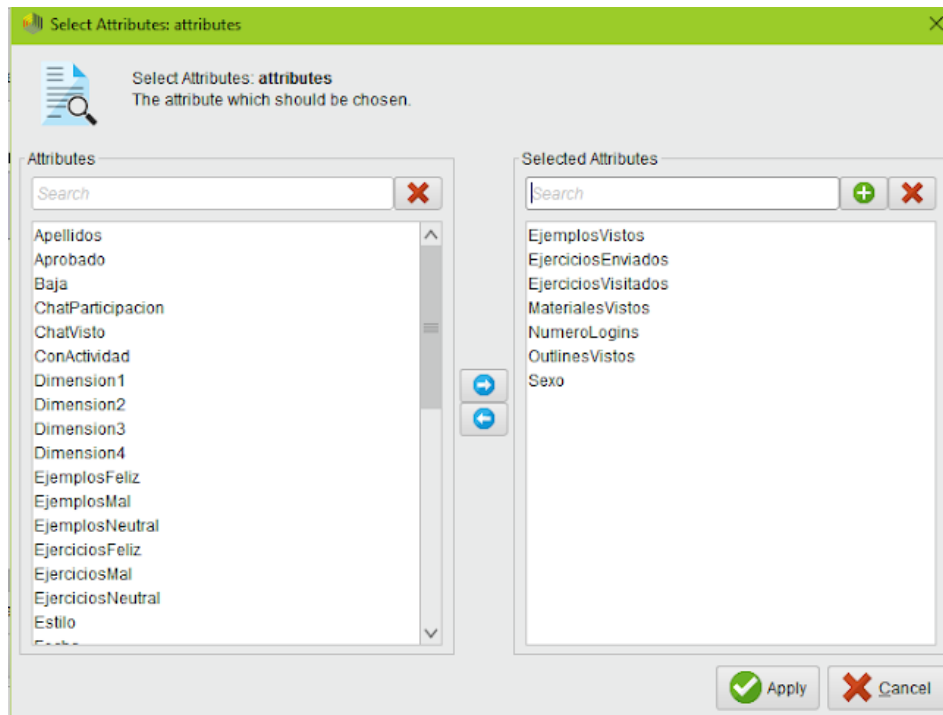 Select Attributes: attributes
Select Attributes: attributes
The attribute which should be chosen.
Attributes
Search
Apellidos
Aprobado
Baja
ChatParticipacion
ChatVisto
ConActividad
Dimension1
Dimension2
Dimension3
Dimension4
EjemplosFeliz
EjemplosMal
EjemplosNeutral
EjerciciosFeliz
EjerciciosMal
EjerciciosNeutral
Estilo
Selected Attributes
Search
EjemplosVistos
EjerciciosEnviados
EjerciciosVisitados
MaterialesVistos
NumeroLogins
OutlinesVistos
Sexo
Apply
Cancel